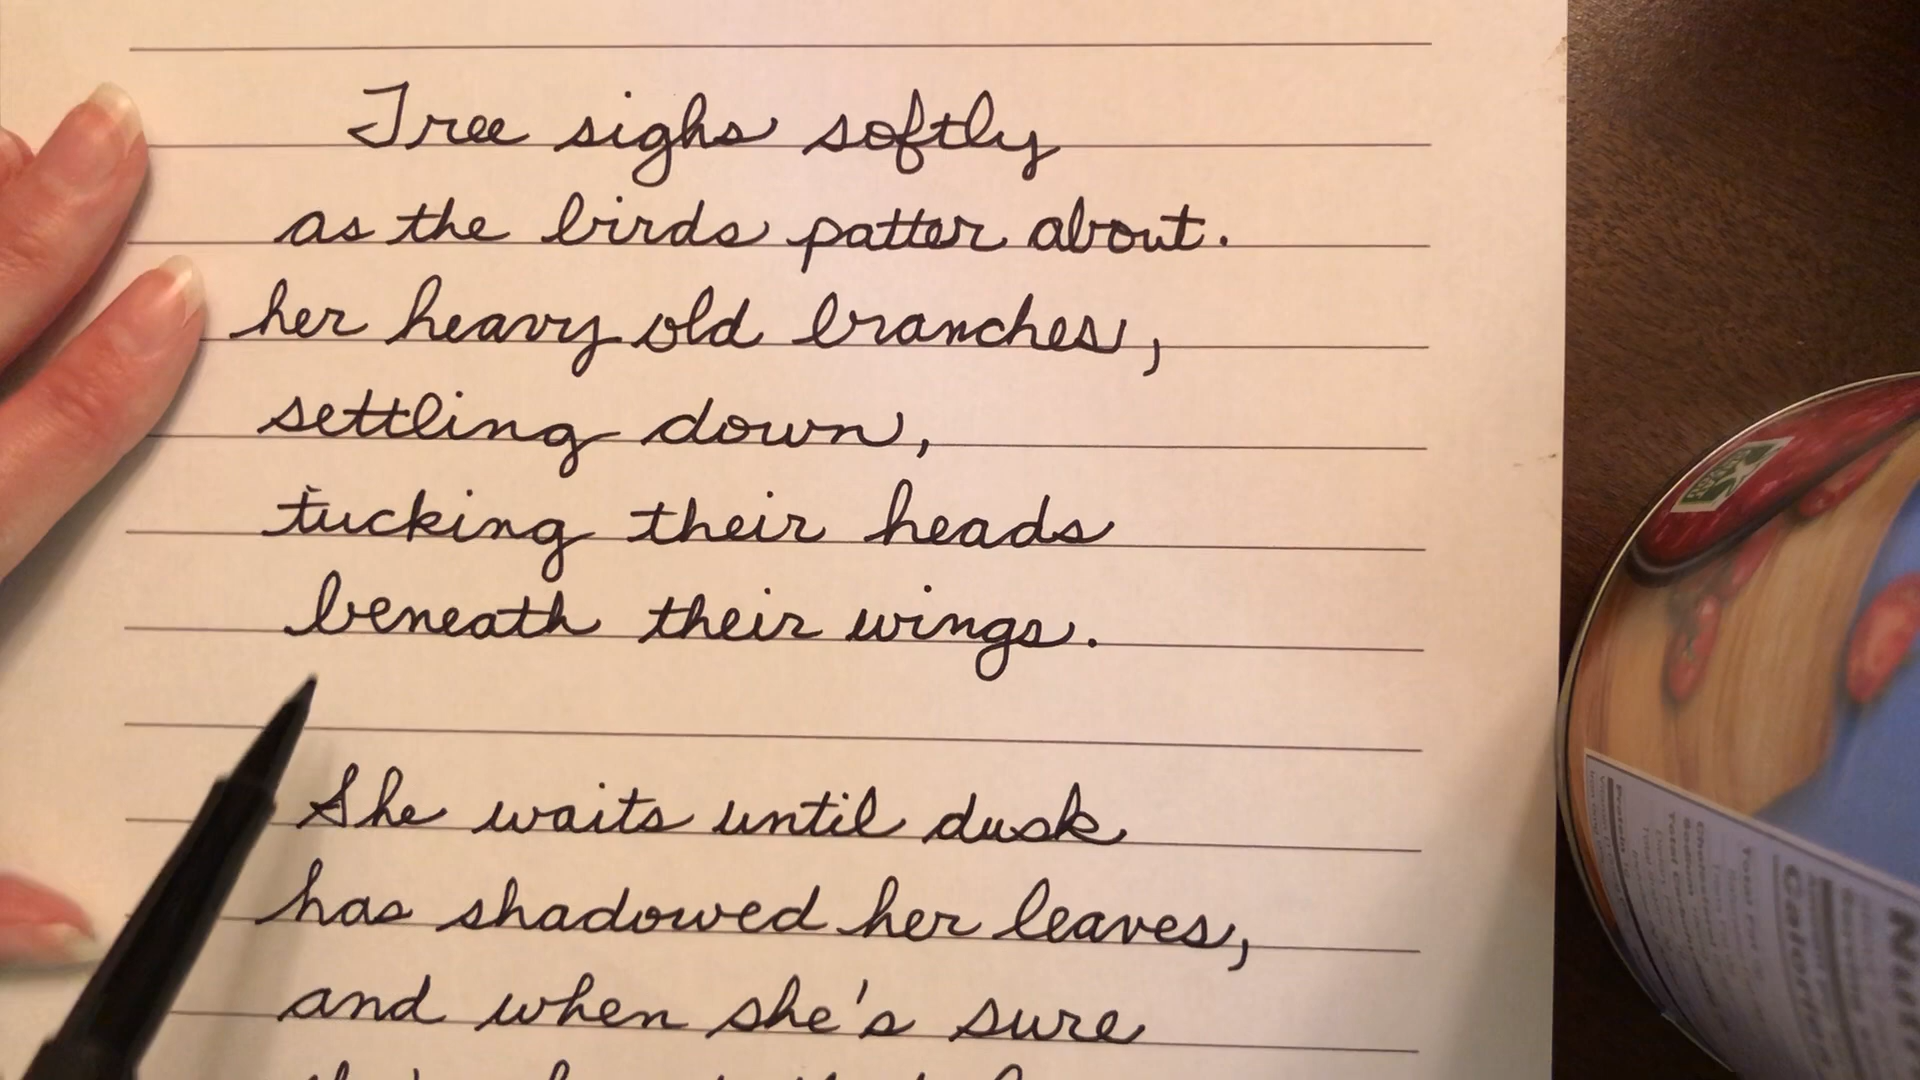 Tree sighs softly
as the birds patter about.
her heavy old branches,
settling down,
tucking their heads
beneath their wings.
She waits until dusk
has shadowed her leaves,
and when she's sure
Calories